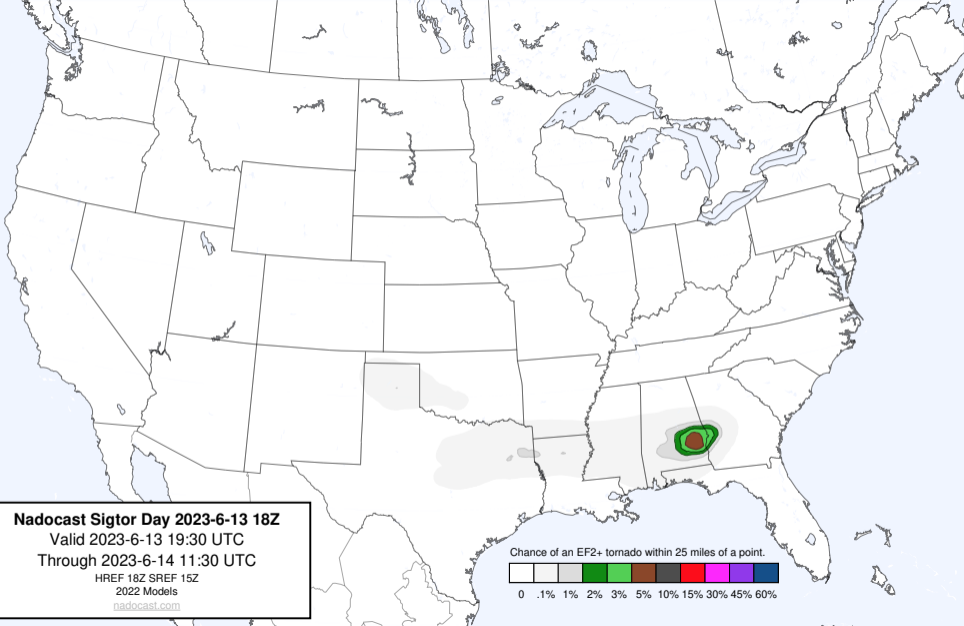 Nadocast Sigtor Day 2023-6-13 18Z
Valid 2023-6-13 19:30 UTC
Through 2023-6-14 11:30 UTC
HREF 18Z SREF 15Z
2022 Models
nadocast.com
Chance of an EF2+ tornado within 25 miles of a point.
0 .1% 1% 2% 3% 5% 10% 15% 30% 45% 60%